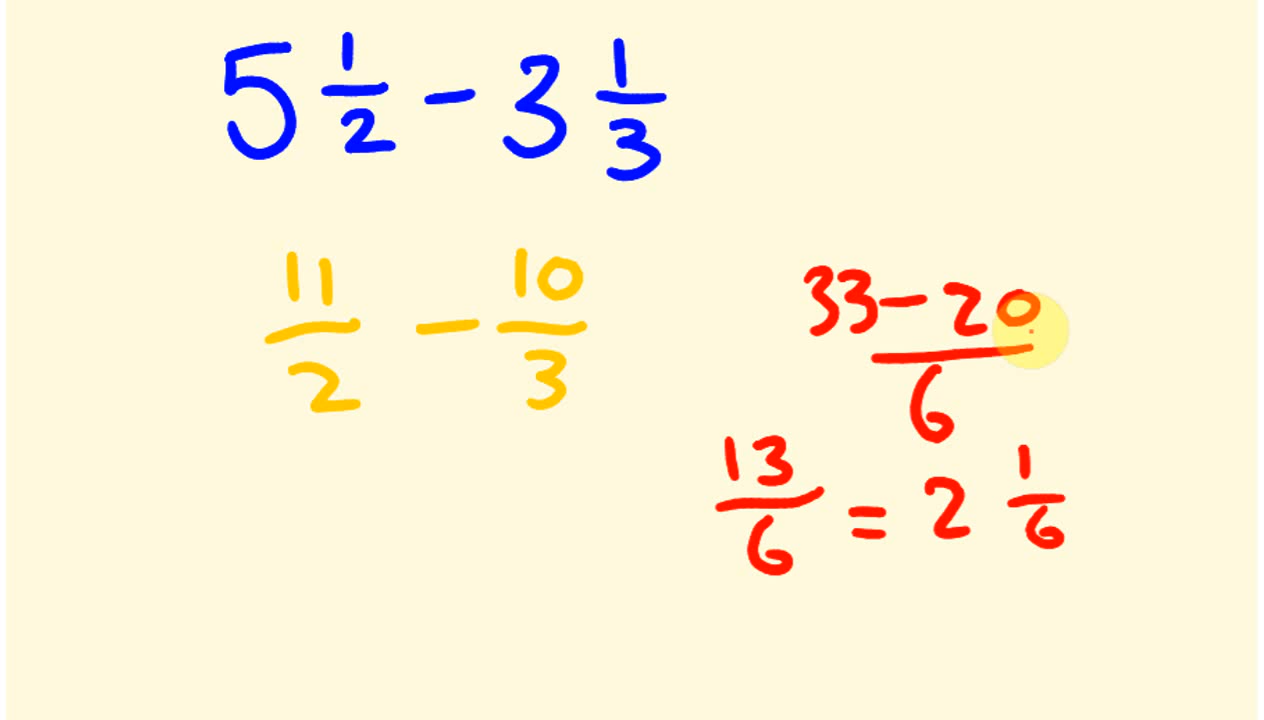 5 1/2 - 3 1/3
11/2 - 10/3
33-20/6
13/6 = 2 1/6